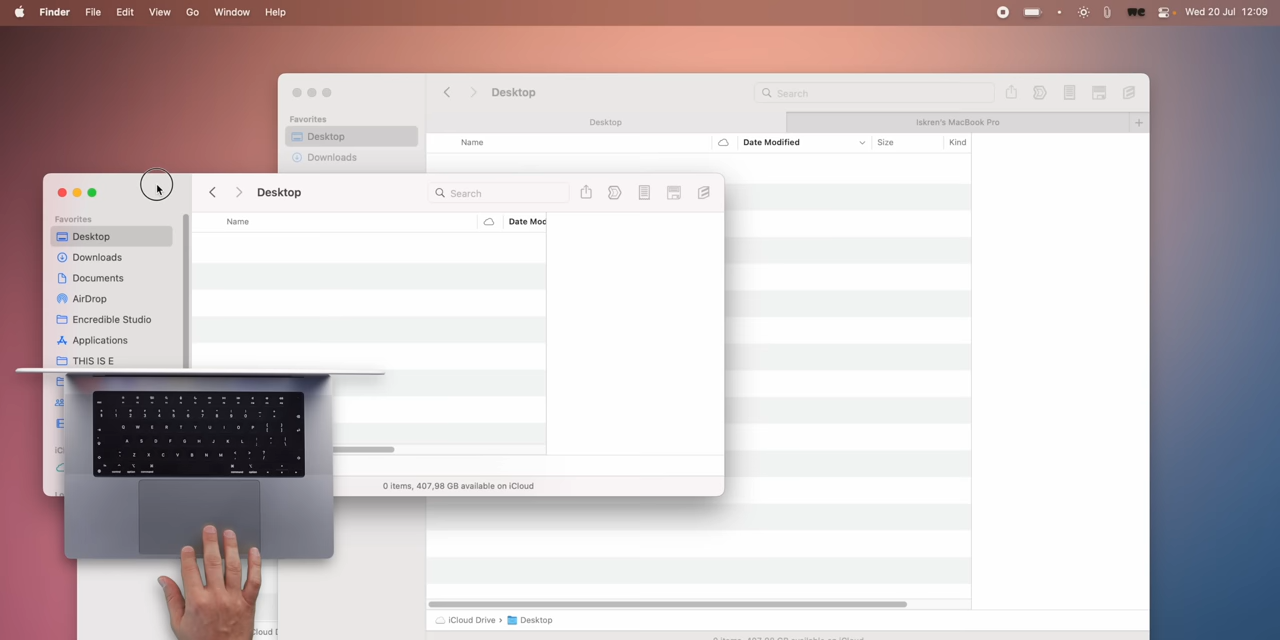 Finder File Edit View Go Window Help
we Wed 20 Jul 12:09
Desktop Search
Favorites
Desktop
Downloads
Desktop Iskren's MacBook Pro +
Name Date Modified Size Kind
Desktop Search
Favorites
Desktop
Downloads
Documents
AirDrop
Encredible Studio
Applications
THIS IS E
Name Date Mod
0 items, 407,98 GB available on iCloud
iCloud Drive › Desktop